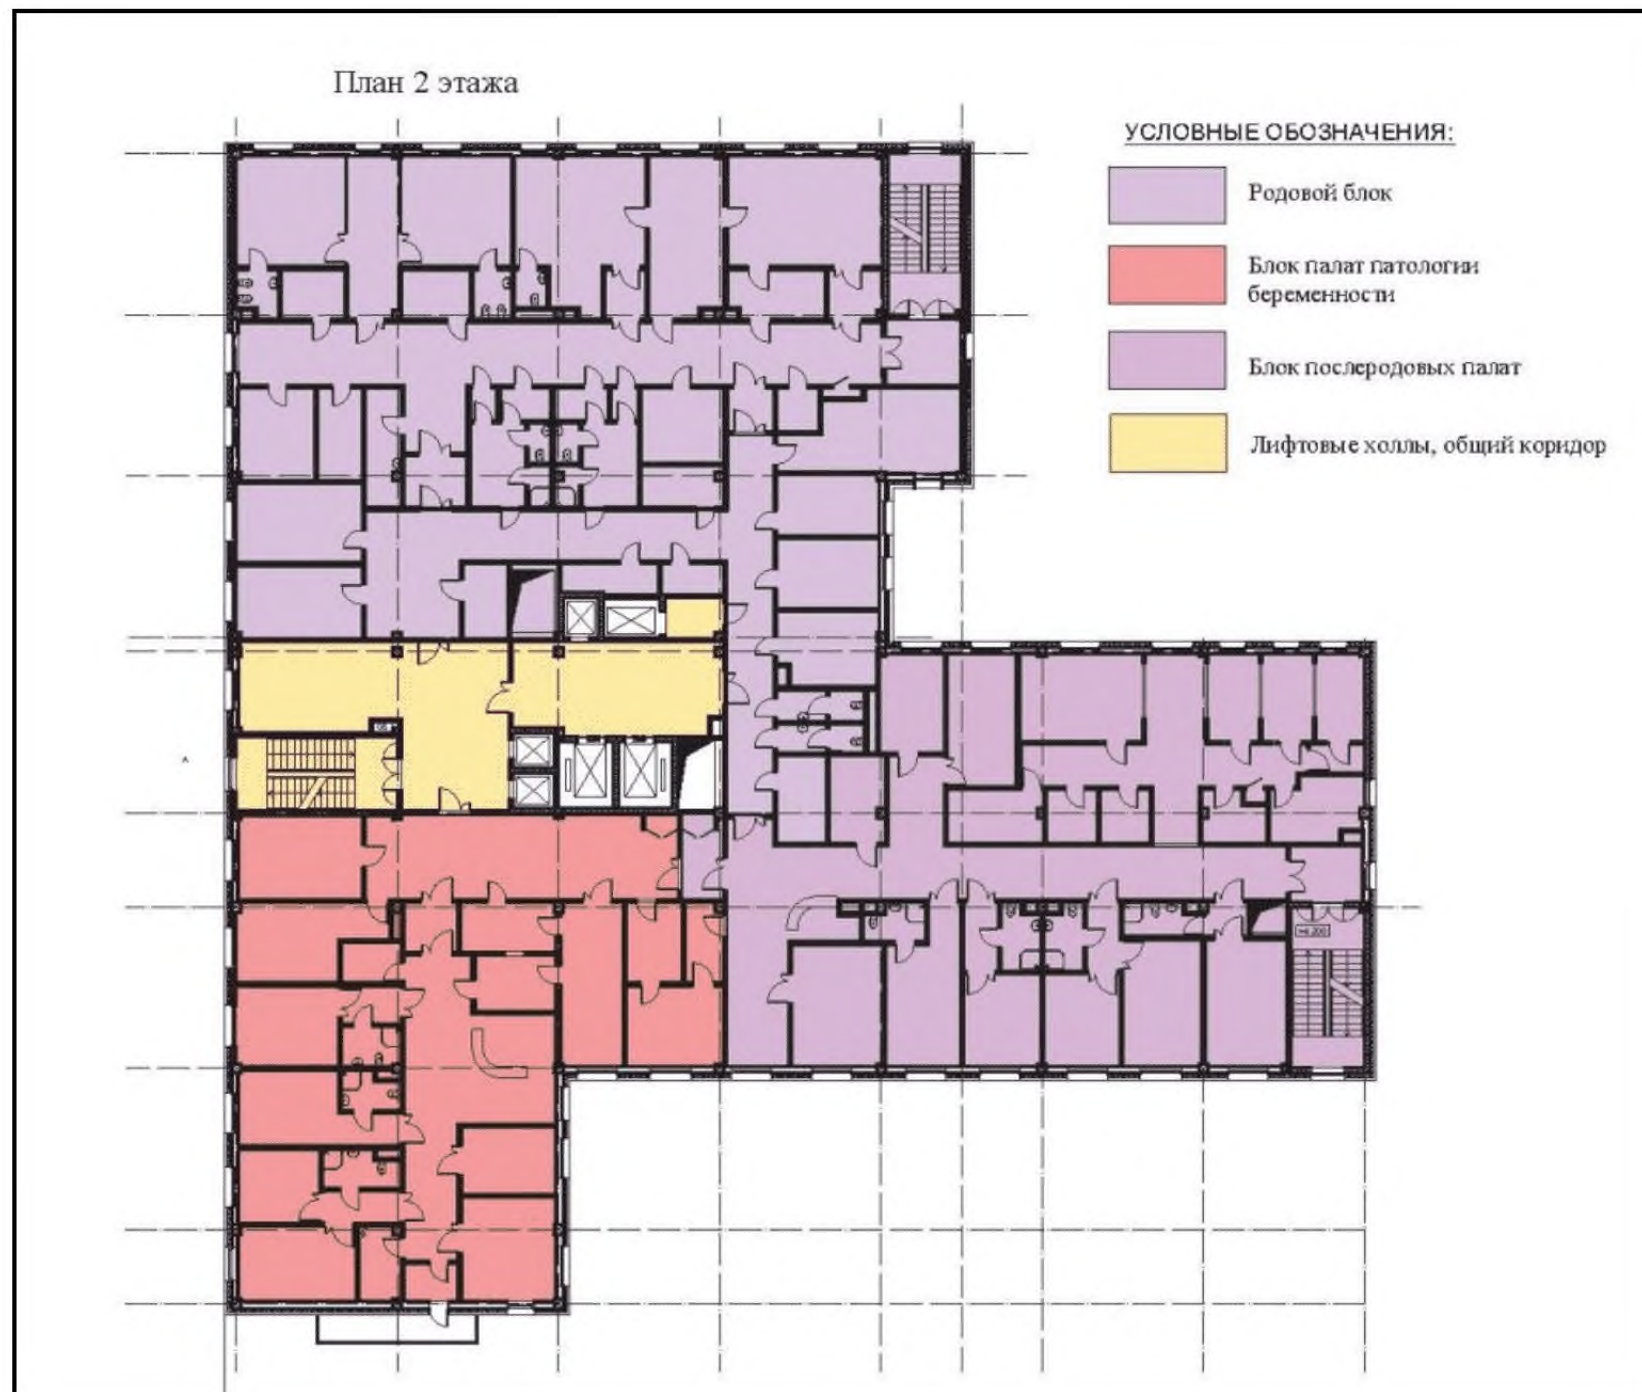 План 2 этажа
УСЛОВНЫЕ ОБОЗНАЧЕНИЯ:
Родовой блок
Блок палат патологии
беременности
Блок послеродовых палат
Лифтовые холлы, общий коридор